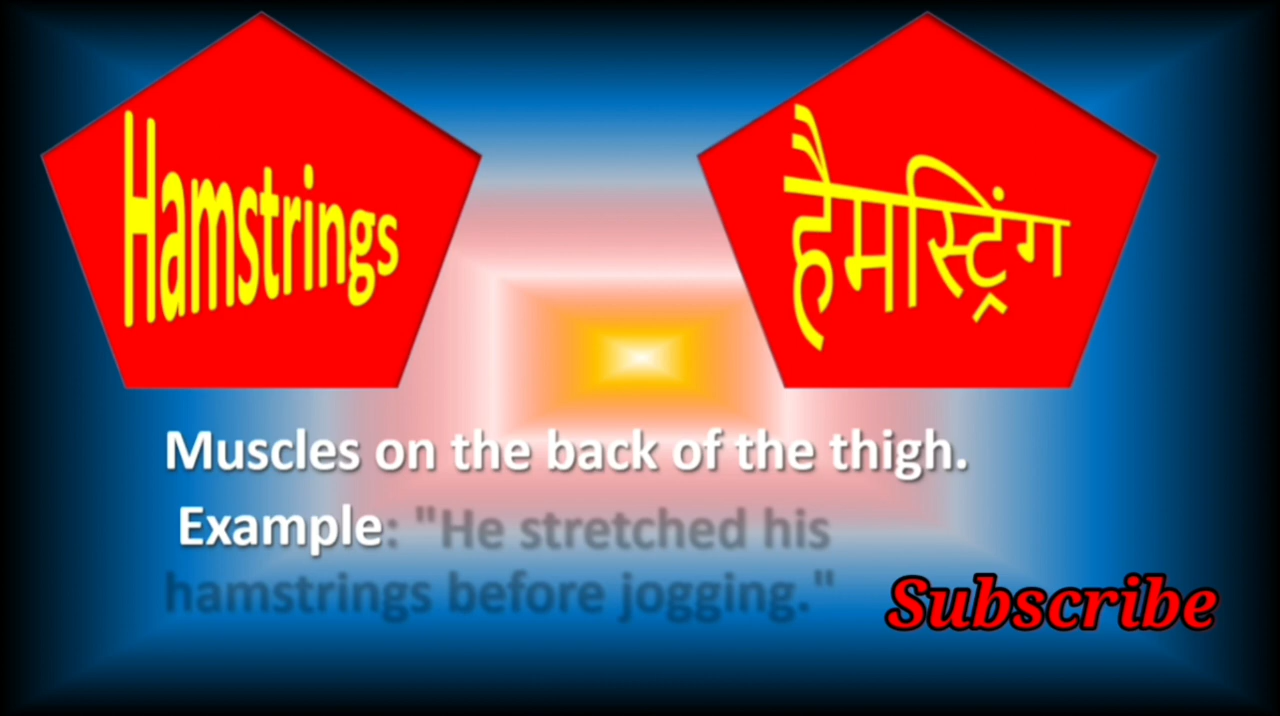 Hamstrings
हैमस्ट्रिंग
Muscles on the back of the thigh.
Example: "He stretched his
hamstrings before jogging."
Subscribe